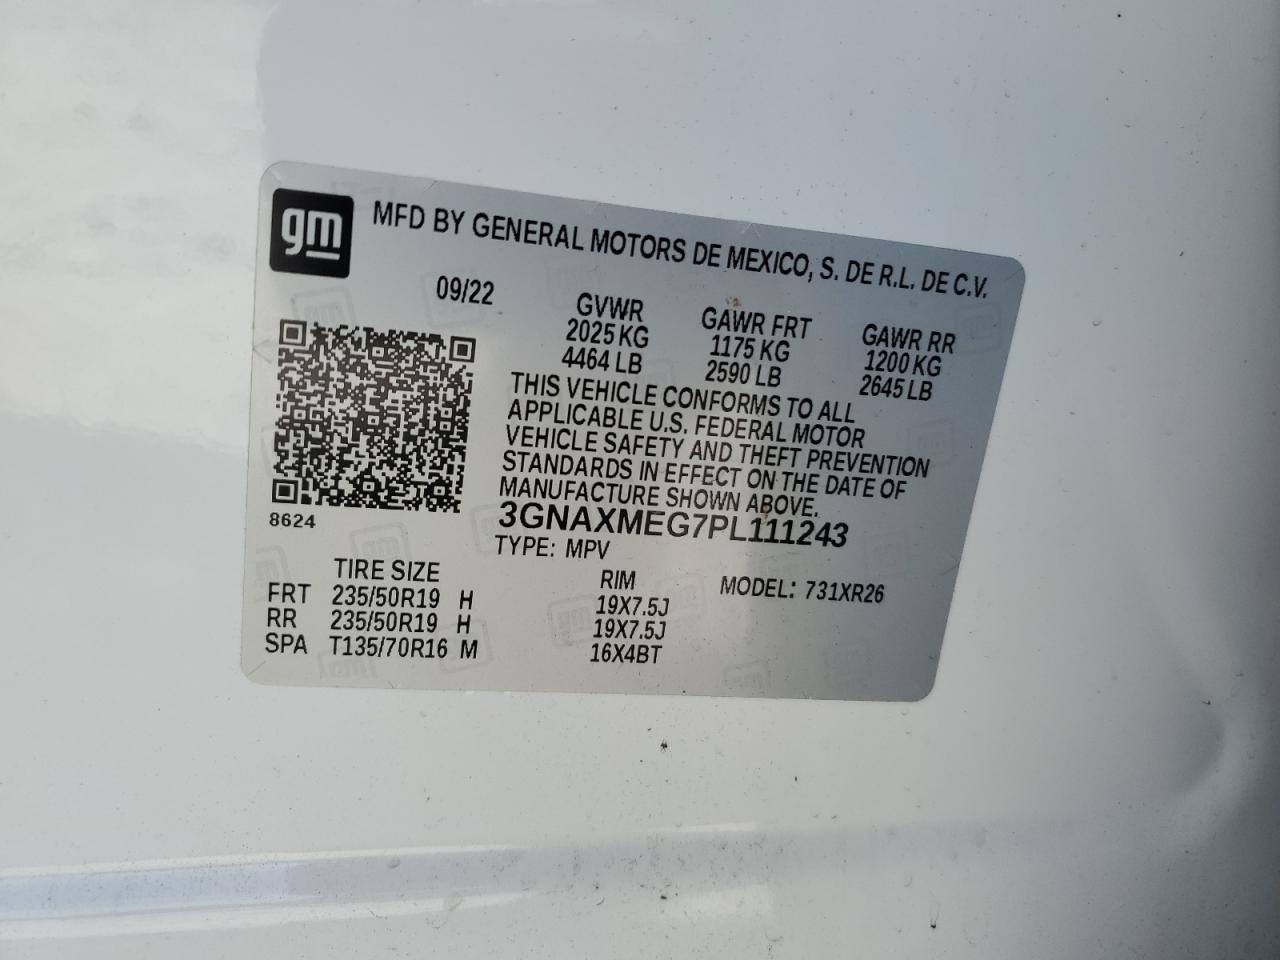 gm
MFD BY GENERAL MOTORS DE MEXICO, S. DE R.L. DE C.V.
09/22
GVWR GAWR FRT GAWR RR
2025 KG 1175 KG 1200 KG
4464 LB 2590 LB 2645 LB
THIS VEHICLE CONFORMS TO ALL
APPLICABLE U.S. FEDERAL MOTOR
VEHICLE SAFETY AND THEFT PREVENTION
STANDARDS IN EFFECT ON THE DATE OF
MANUFACTURE SHOWN ABOVE.
8624
3GNAXMEG7PL111243
TYPE: MPV
TIRE SIZE RIM MODEL: 731XR26
FRT 235/50R19 H 19X7.5J
RR 235/50R19 H 19X7.5J
SPA T135/70R16 M 16X4BT